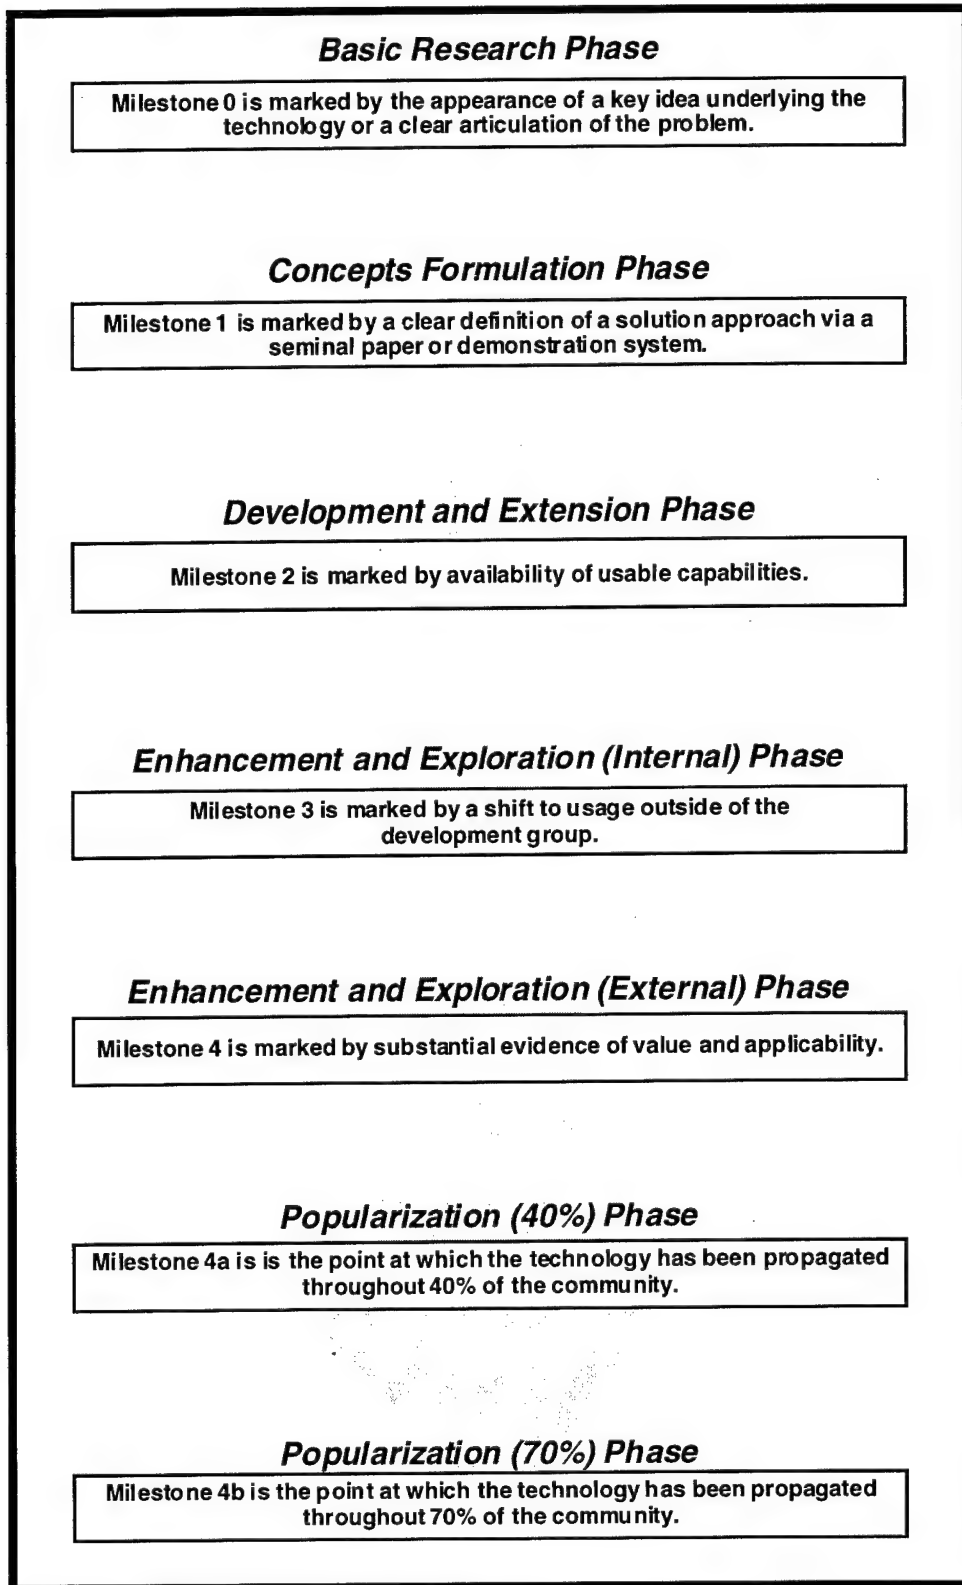 Basic Research Phase
Milestone 0 is marked by the appearance of a key idea underlying the
technology or a clear articulation of the problem.
Concepts Formulation Phase
Milestone 1 is marked by a clear definition of a solution approach via a
seminal paper or demonstration system.
Development and Extension Phase
Milestone 2 is marked by availability of usable capabilities.
Enhancement and Exploration (Internal) Phase
Milestone 3 is marked by a shift to usage outside of the
development group.
Enhancement and Exploration (External) Phase
Milestone 4 is marked by substantial evidence of value and applicability.
Popularization (40%) Phase
Milestone 4a is is the point at which the technology has been propagated
throughout 40% of the community.
Popularization (70%) Phase
Milestone 4b is the point at which the technology has been propagated
throughout 70% of the community.